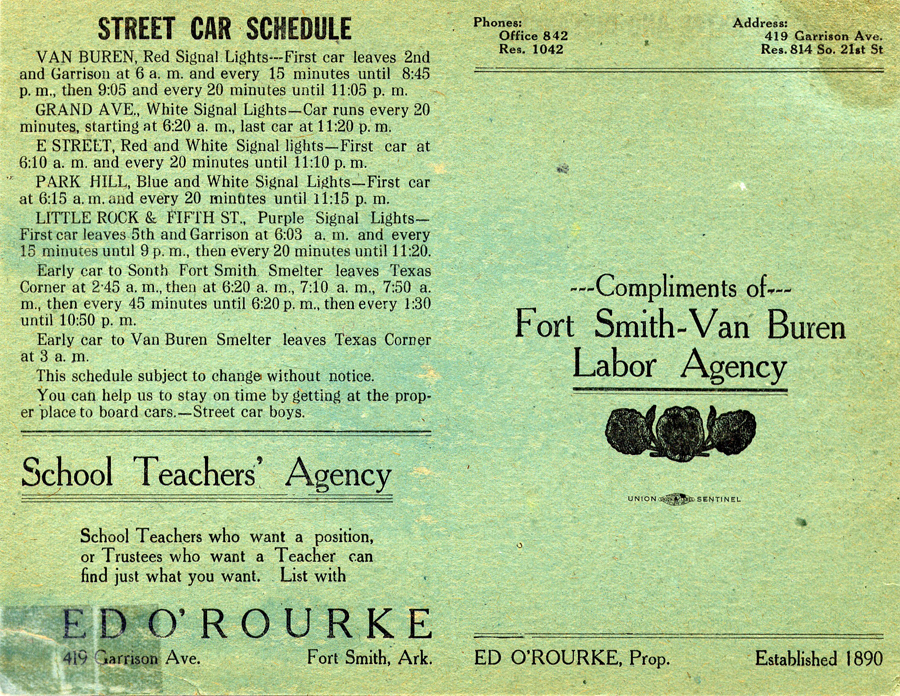 STREET CAR SCHEDULE
VAN BUREN, Red Signal Lights---First car leaves 2nd
and Garrison at 6 a. m. and every 15 minutes until 8:45
p. m., then 9:05 and every 20 minutes until 11:05 p. m.
GRAND AVE., White Signal Lights—Car runs every 20
minutes, starting at 6:20 a. m., last car at 11:20 p. m.
E STREET, Red and White Signal lights—First car at
6:10 a. m. and every 20 minutes until 11:10 p. m.
PARK HILL, Blue and White Signal Lights—First car
at 6:15 a. m. and every 20 minutes until 11:15 p. m.
LITTLE ROCK & FIFTH ST., Purple Signal Lights—
First car leaves 5th and Garrison at 6:03 a. m. and every
15 minutes until 9 p. m., then every 20 minutes until 11:20.
Early car to South Fort Smith Smelter leaves Texas
Corner at 2·45 a. m., then at 6:20 a. m., 7:10 a. m., 7:50 a.
m., then every 45 minutes until 6:20 p. m., then every 1:30
until 10:50 p. m.
Early car to Van Buren Smelter leaves Texas Corner
at 3 a. m.
This schedule subject to change without notice.
You can help us to stay on time by getting at the prop-
er place to board cars.—Street car boys.
School Teachers' Agency
School Teachers who want a position,
or Trustees who want a Teacher can
find just what you want. List with
ED O'ROURKE
419 Garrison Ave. Fort Smith, Ark.
Phones:
Office 842
Res. 1042
Address:
419 Garrison Ave.
Res. 814 So. 21st St
---Compliments of---
Fort Smith-Van Buren
Labor Agency
UNION SENTINEL
ED O'ROURKE, Prop. Established 1890